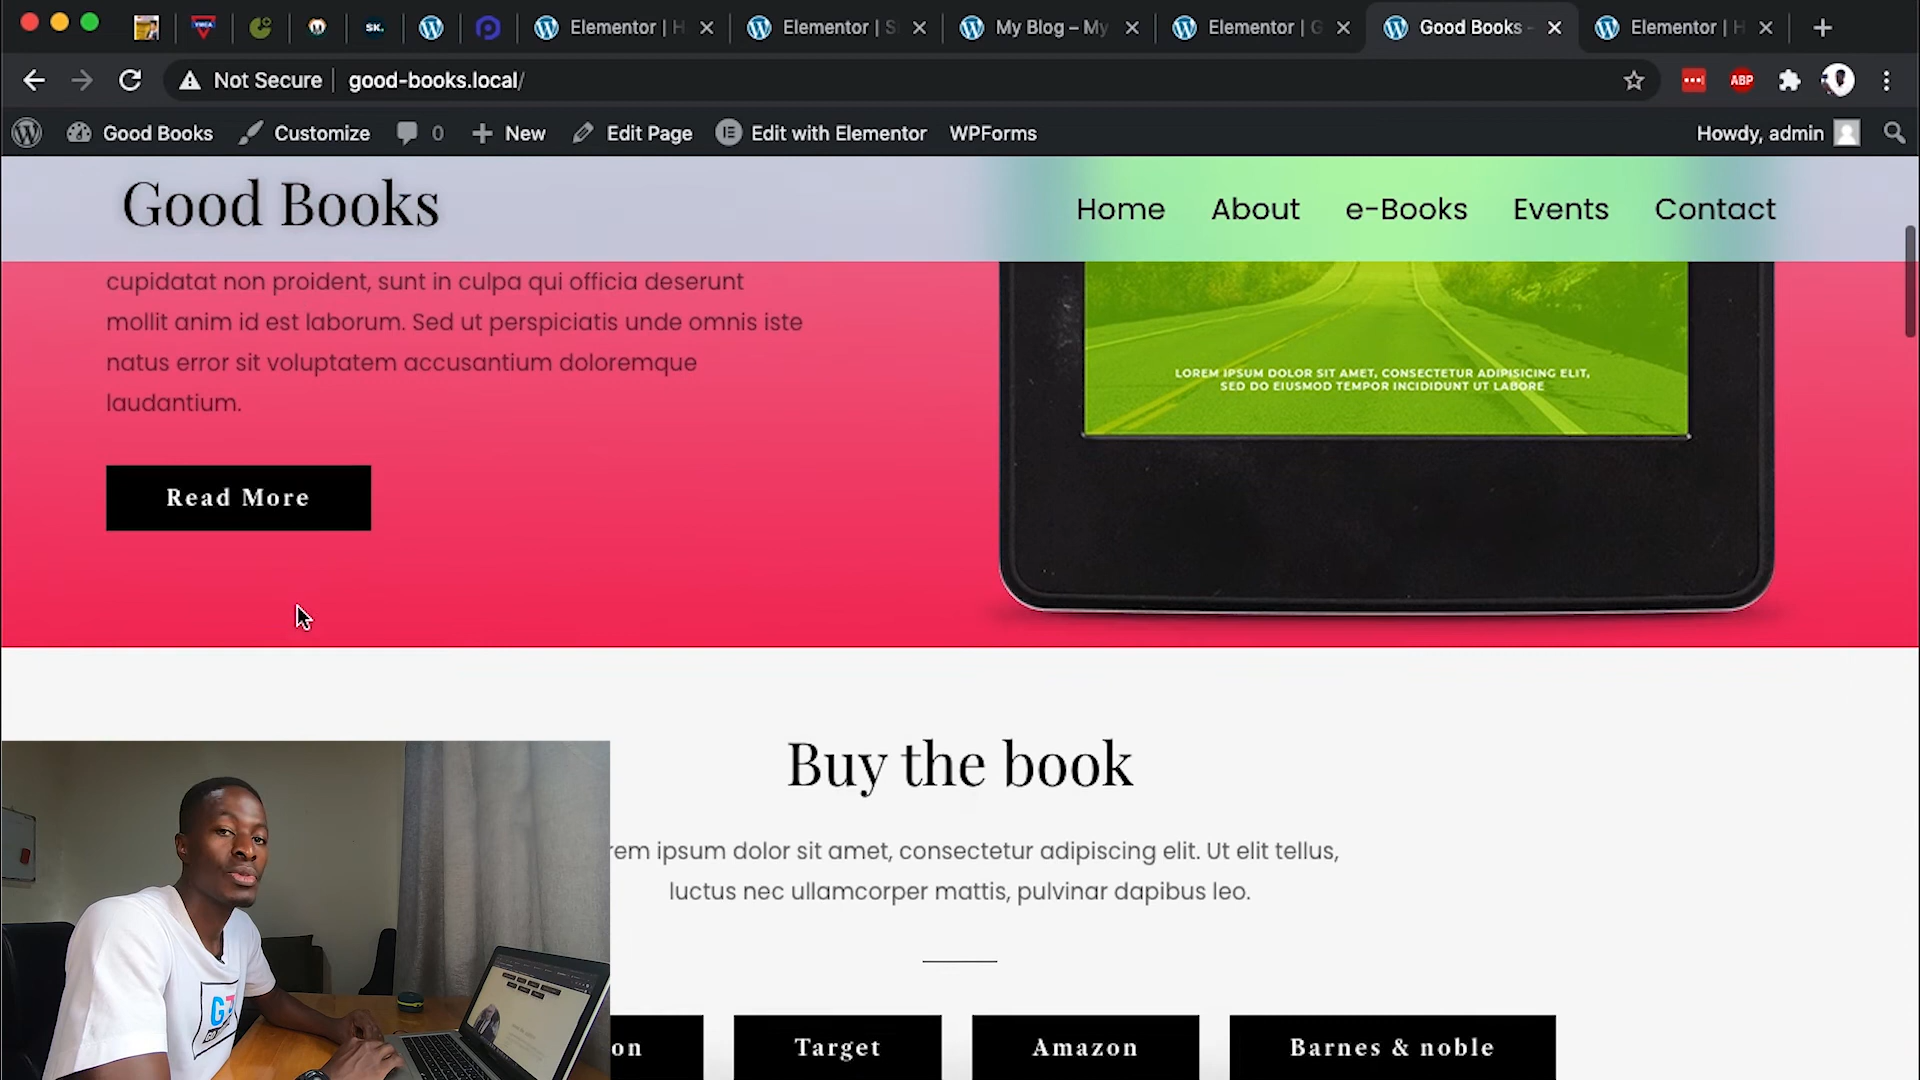 SK.
Elementor | H
Elementor | S
My Blog – My
Elementor | G
Good Books -
Elementor | H
Not Secure
good-books.local/
ABP
Good Books
Customize
0
New
Edit Page
Edit with Elementor
WPForms
Howdy, admin
Good Books
Home
About
e-Books
Events
Contact
cupidatat non proident, sunt in culpa qui officia deserunt
mollit anim id est laborum. Sed ut perspiciatis unde omnis iste
natus error sit voluptatem accusantium doloremque
laudantium.
LOREM IPSUM DOLOR SIT AMET, CONSECTETUR ADIPISICING ELIT,
SED DO EIUSMOD TEMPOR INCIDIDUNT UT LABORE
Read More
Buy the book
rem ipsum dolor sit amet, consectetur adipiscing elit. Ut elit tellus,
luctus nec ullamcorper mattis, pulvinar dapibus leo.
on
Target
Amazon
Barnes & noble